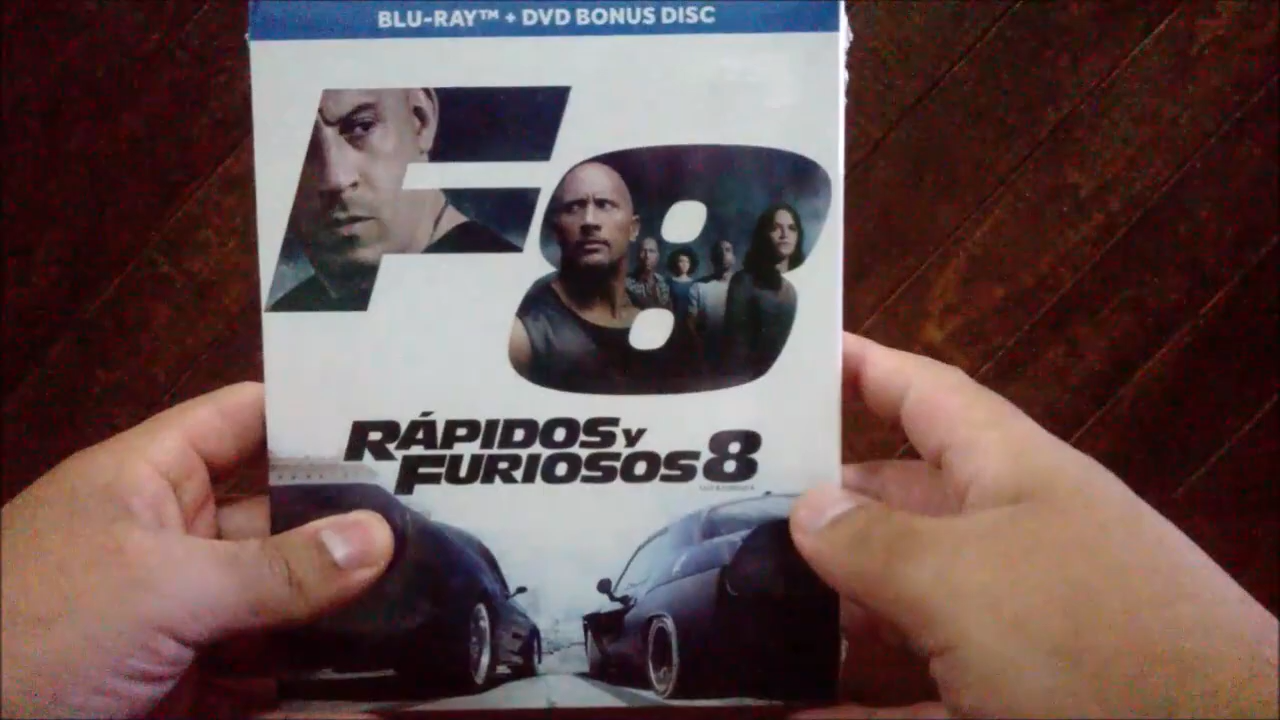 BLU-RAY™ + DVD BONUS DISC
F8
RÁPIDOS Y
FURIOSOS 8